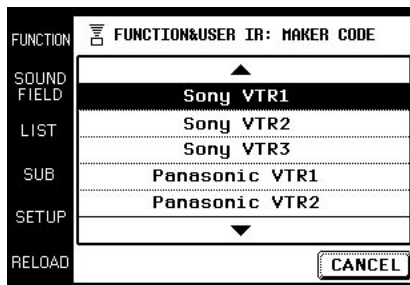 FUNCTION
FUNCTION&USER IR: MAKER CODE
SOUND
FIELD
LIST
SUB
SETUP
RELOAD
Sony VTR1
Sony VTR2
Sony VTR3
Panasonic VTR1
Panasonic VTR2
CANCEL